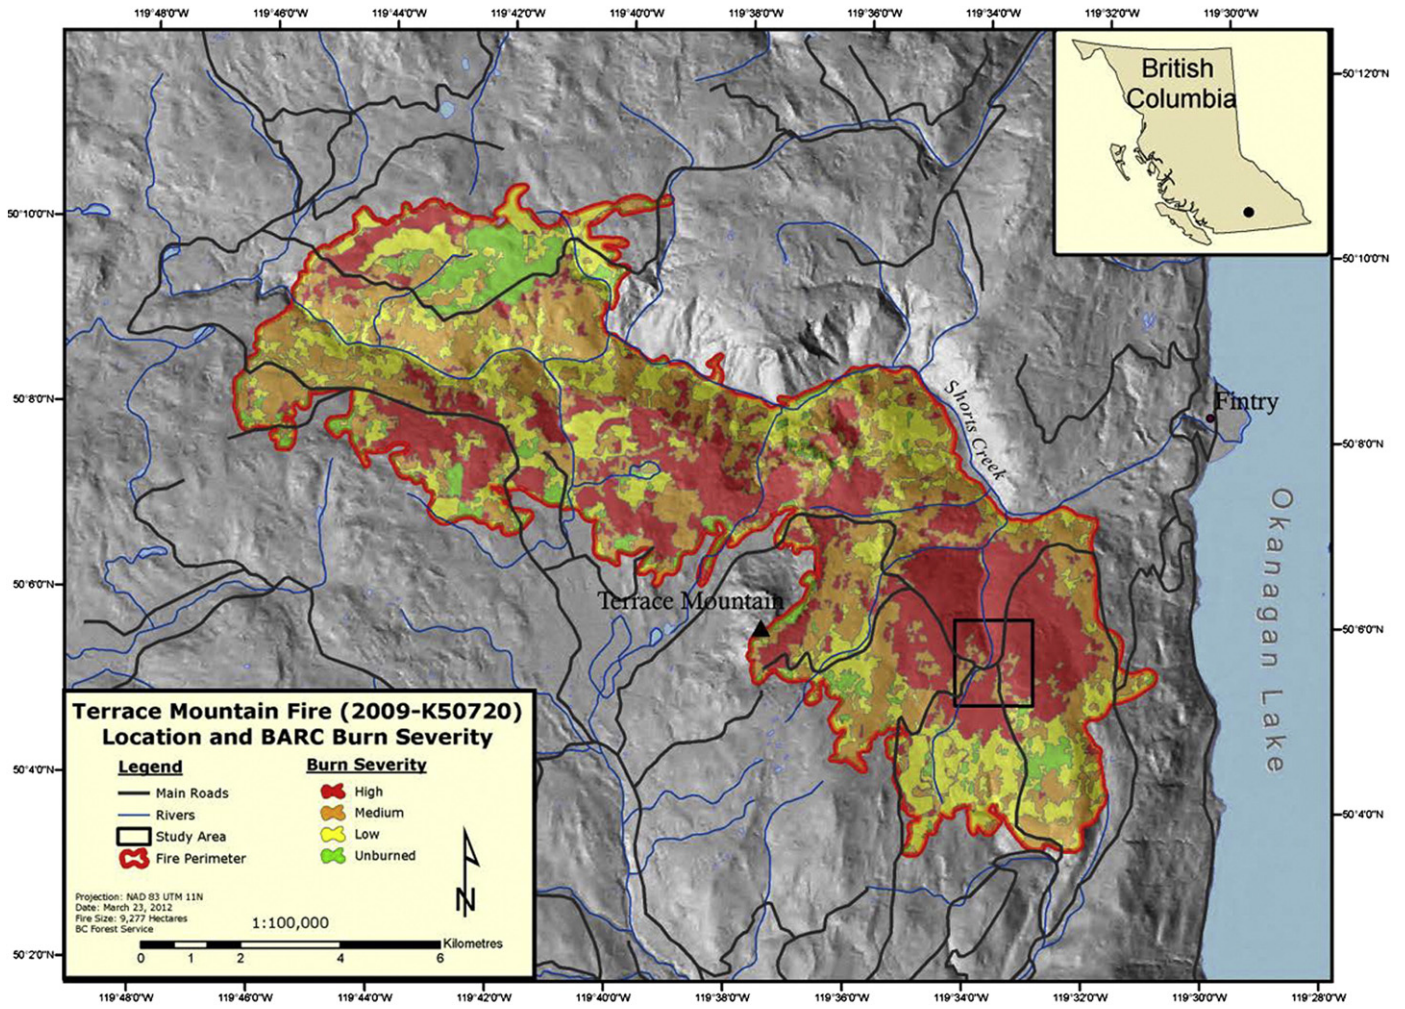 119°48'0"W 119°46'0"W 119°44'0"W 119°42'0"W 119°40'0"W 119°38'0"W 119°36'0"W 119°34'0"W 119°32'0"W 119°30'0"W
British
Columbia
50°12'0"N
50°10'0"N
50°10'0"N
Shorts Creek
Fintry
50°8'0"N
50°8'0"N
Okanagan Lake
50°6'0"N
Terrace Mountain
50°6'0"N
Terrace Mountain Fire (2009-K50720)
Location and BARC Burn Severity
Legend
Main Roads
Rivers
Study Area
Fire Perimeter
Burn Severity
High
Medium
Low
Unburned
N
Projection: NAD 83 UTM 11N
Date: March 23, 2012
Fire Size: 9,277 Hectares
BC Forest Service
1:100,000
Kilometres
0 1 2 4 6
50°4'0"N
50°4'0"N
50°2'0"N
119°48'0"W 119°46'0"W 119°44'0"W 119°42'0"W 119°40'0"W 119°38'0"W 119°36'0"W 119°34'0"W 119°32'0"W 119°30'0"W 119°28'0"W